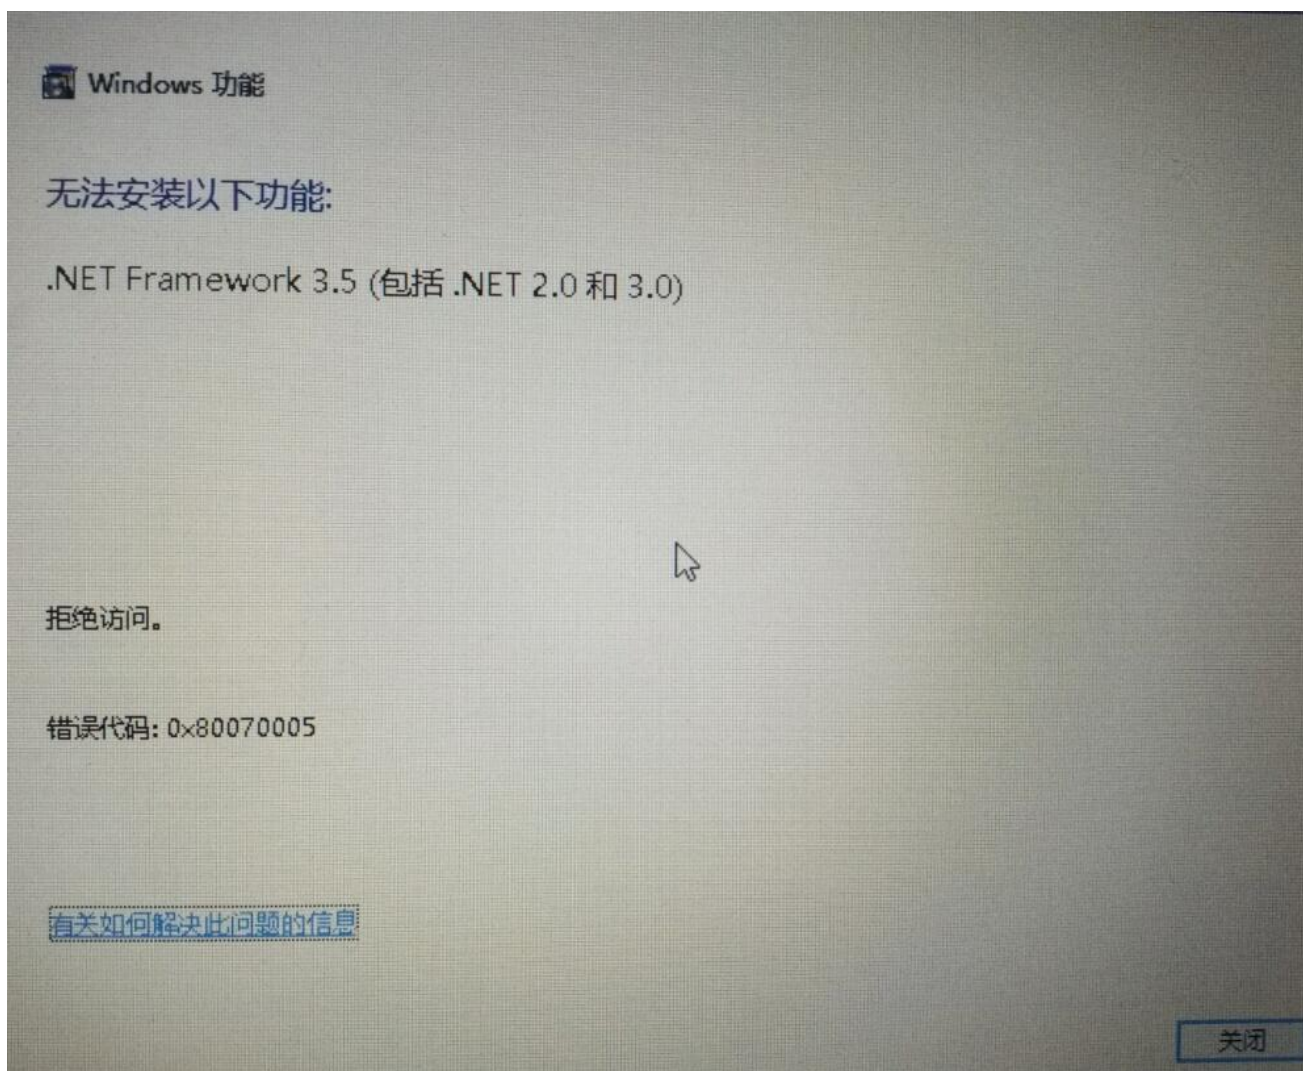 Windows 功能
无法安装以下功能:
.NET Framework 3.5 (包括 .NET 2.0 和 3.0)
拒绝访问。
错误代码: 0x80070005
有关如何解决此问题的信息
关闭